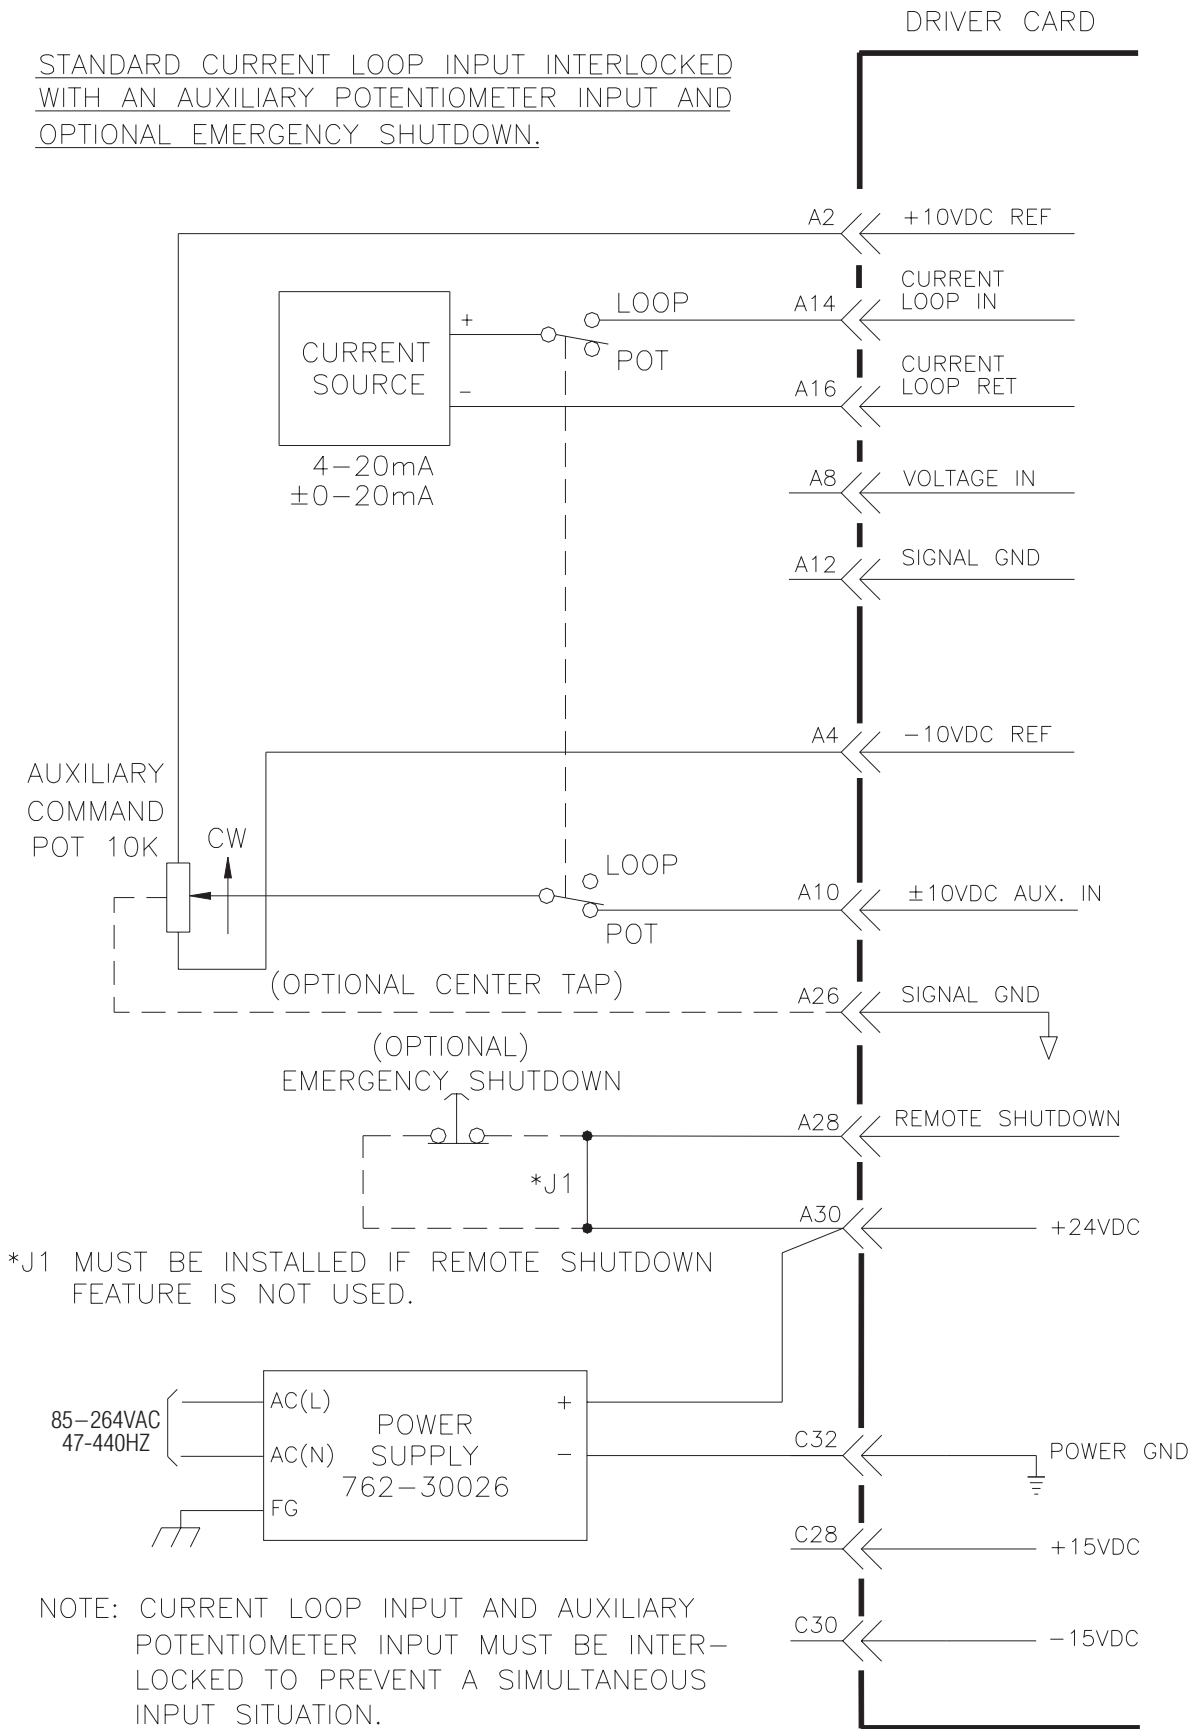 DRIVER CARD
STANDARD CURRENT LOOP INPUT INTERLOCKED
WITH AN AUXILIARY POTENTIOMETER INPUT AND
OPTIONAL EMERGENCY SHUTDOWN.
A2
+10VDC REF
CURRENT
LOOP IN
A14
LOOP
POT
+
CURRENT
SOURCE
−
4−20mA
±0−20mA
CURRENT
LOOP RET
A16
A8
VOLTAGE IN
A12
SIGNAL GND
A4
−10VDC REF
AUXILIARY
COMMAND
POT 10K
CW
LOOP
POT
A10
±10VDC AUX. IN
(OPTIONAL CENTER TAP)
A26
SIGNAL GND
(OPTIONAL)
EMERGENCY SHUTDOWN
A28
REMOTE SHUTDOWN
*J1
A30
+24VDC
*J1 MUST BE INSTALLED IF REMOTE SHUTDOWN
FEATURE IS NOT USED.
85−264VAC
47-440HZ
AC(L)
AC(N)
FG
POWER
SUPPLY
762−30026
+
−
C32
POWER GND
C28
+15VDC
C30
−15VDC
NOTE: CURRENT LOOP INPUT AND AUXILIARY
POTENTIOMETER INPUT MUST BE INTER−
LOCKED TO PREVENT A SIMULTANEOUS
INPUT SITUATION.